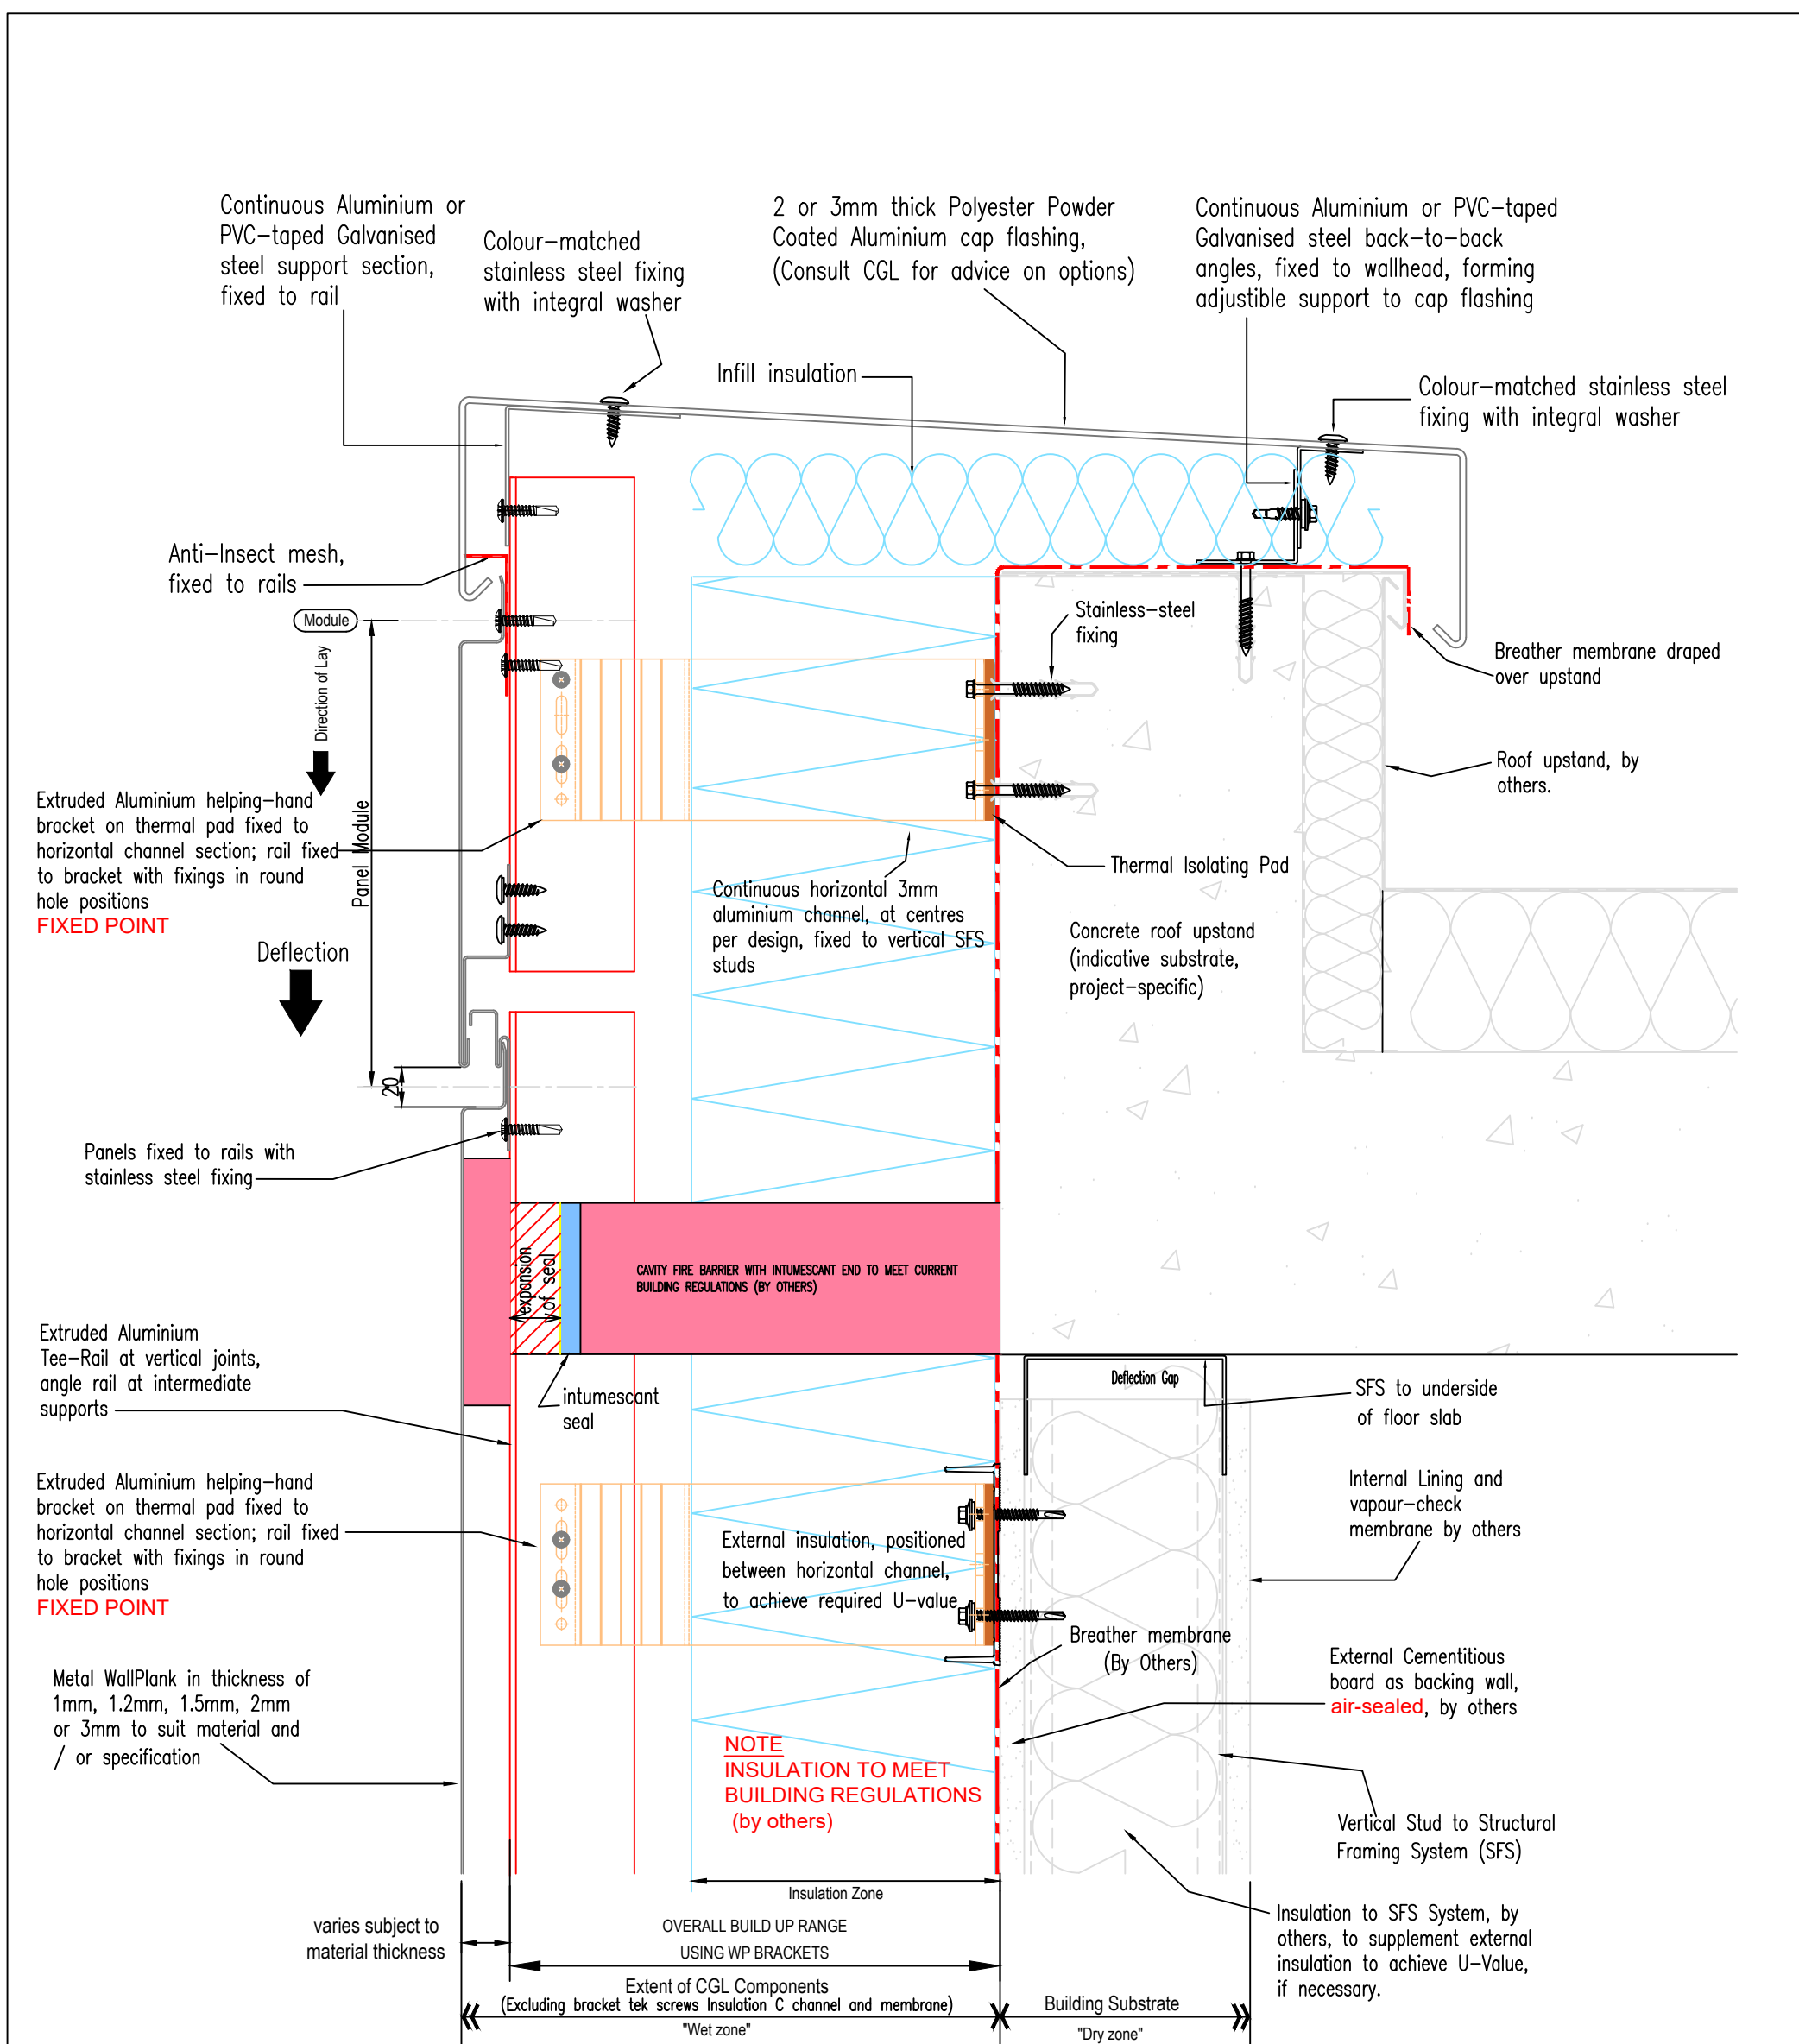 Continuous Aluminium or
PVC-taped Galvanised
steel support section,
fixed to rail
Colour-matched
stainless steel fixing
with integral washer
2 or 3mm thick Polyester Powder
Coated Aluminium cap flashing,
(Consult CGL for advice on options)
Continuous Aluminium or PVC-taped
Galvanised steel back-to-back
angles, fixed to wallhead, forming
adjustible support to cap flashing
Infill insulation
Colour-matched stainless steel
fixing with integral washer
Anti-Insect mesh,
fixed to rails
Module
Direction of Lay
Panel Module
Stainless-steel
fixing
Breather membrane draped
over upstand
Roof upstand, by
others.
Extruded Aluminium helping-hand
bracket on thermal pad fixed to
horizontal channel section; rail fixed
to bracket with fixings in round
hole positions
FIXED POINT
Thermal Isolating Pad
Continuous horizontal 3mm
aluminium channel, at centres
per design, fixed to vertical SFS
studs
Concrete roof upstand
(indicative substrate,
project-specific)
Deflection
20
Panels fixed to rails with
stainless steel fixing
expansion
of seal
CAVITY FIRE BARRIER WITH INTUMESCANT END TO MEET CURRENT
BUILDING REGULATIONS (BY OTHERS)
Extruded Aluminium
Tee-Rail at vertical joints,
angle rail at intermediate
supports
intumescant
seal
Deflection Gap
SFS to underside
of floor slab
Internal Lining and
vapour-check
membrane by others
Extruded Aluminium helping-hand
bracket on thermal pad fixed to
horizontal channel section; rail fixed
to bracket with fixings in round
hole positions
FIXED POINT
External insulation, positioned
between horizontal channel,
to achieve required U-value
Breather membrane
(By Others)
External Cementitious
board as backing wall,
air-sealed, by others
Metal WallPlank in thickness of
1mm, 1.2mm, 1.5mm, 2mm
or 3mm to suit material and
/ or specification
NOTE
INSULATION TO MEET
BUILDING REGULATIONS
(by others)
Vertical Stud to Structural
Framing System (SFS)
Insulation Zone
varies subject to
material thickness
OVERALL BUILD UP RANGE
USING WP BRACKETS
Insulation to SFS System, by
others, to supplement external
insulation to achieve U-Value,
if necessary.
Extent of CGL Components
(Excluding bracket tek screws Insulation C channel and membrane)
"Wet zone"
Building Substrate
"Dry zone"